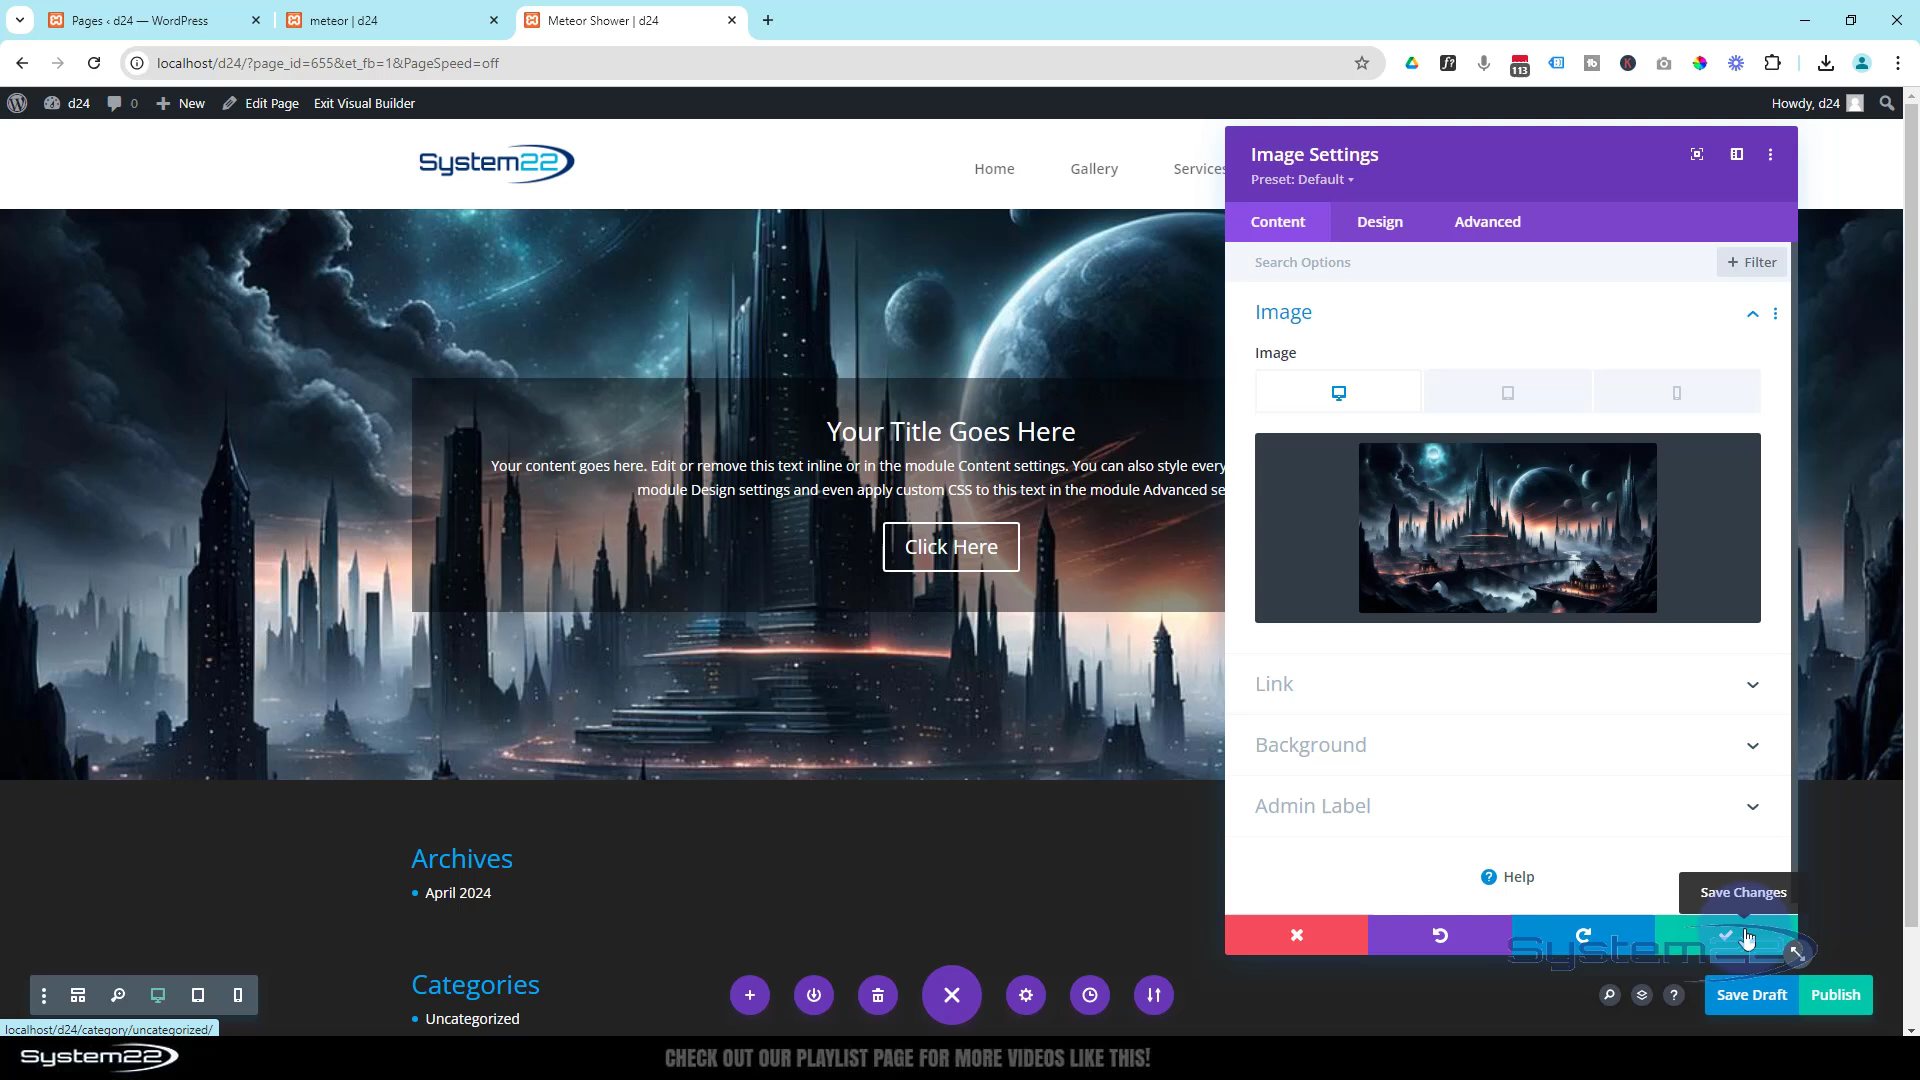 Pages ‹ d24 — WordPress
meteor | d24
Meteor Shower | d24
localhost/d24/?page_id=655&et_fb=1&PageSpeed=off
f?
113
tb
K
d24
0
New
Edit Page
Exit Visual Builder
Howdy, d24
System22
Home
Gallery
Services
Image Settings
Preset: Default
Content
Design
Advanced
Search Options
+ Filter
Image
Image
Your Title Goes Here
Your content goes here. Edit or remove this text inline or in the module Content settings. You can also style every
module Design settings and even apply custom CSS to this text in the module Advanced se
Click Here
Link
Background
Admin Label
? Help
Save Changes
System22
Archives
April 2024
Categories
Uncategorized
?
Save Draft
Publish
localhost/d24/category/uncategorized/
System22
CHECK OUT OUR PLAYLIST PAGE FOR MORE VIDEOS LIKE THIS!